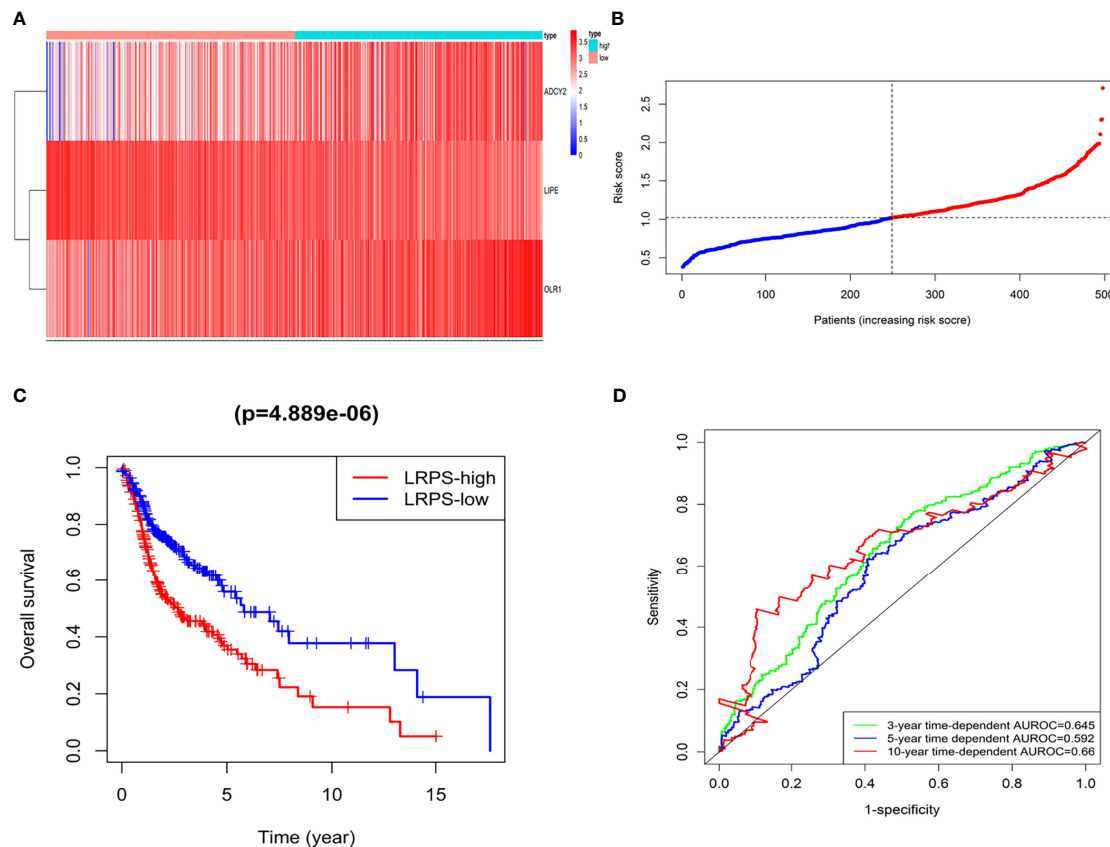 A
type
type
high
low
3.5
3
2.5
2
1.5
1
0.5
0
ADCY2
LIPE
OLR1
B
Risk score
2.5
2.0
1.5
1.0
0.5
0
100
200
300
400
500
Patients (increasing risk socre)
C
(p=4.889e-06)
Overall survival
1.0
0.8
0.6
0.4
0.2
0.0
LRPS-high
LRPS-low
0
5
10
15
Time (year)
D
Sensitivity
1.0
0.8
0.6
0.4
0.2
0.0
3-year time-dependent AUROC=0.645
5-year time-dependent AUROC=0.592
10-year time-dependent AUROC=0.66
0.0
0.2
0.4
0.6
0.8
1.0
1-specificity